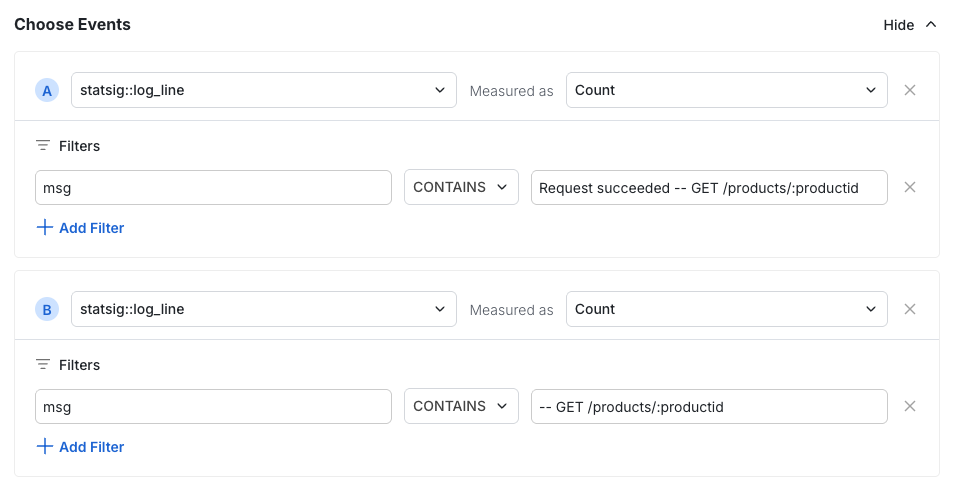 Choose Events Hide
A statsig::log_line Measured as Count
Filters
msg CONTAINS Request succeeded -- GET /products/:productid
Add Filter
B statsig::log_line Measured as Count
Filters
msg CONTAINS -- GET /products/:productid
Add Filter